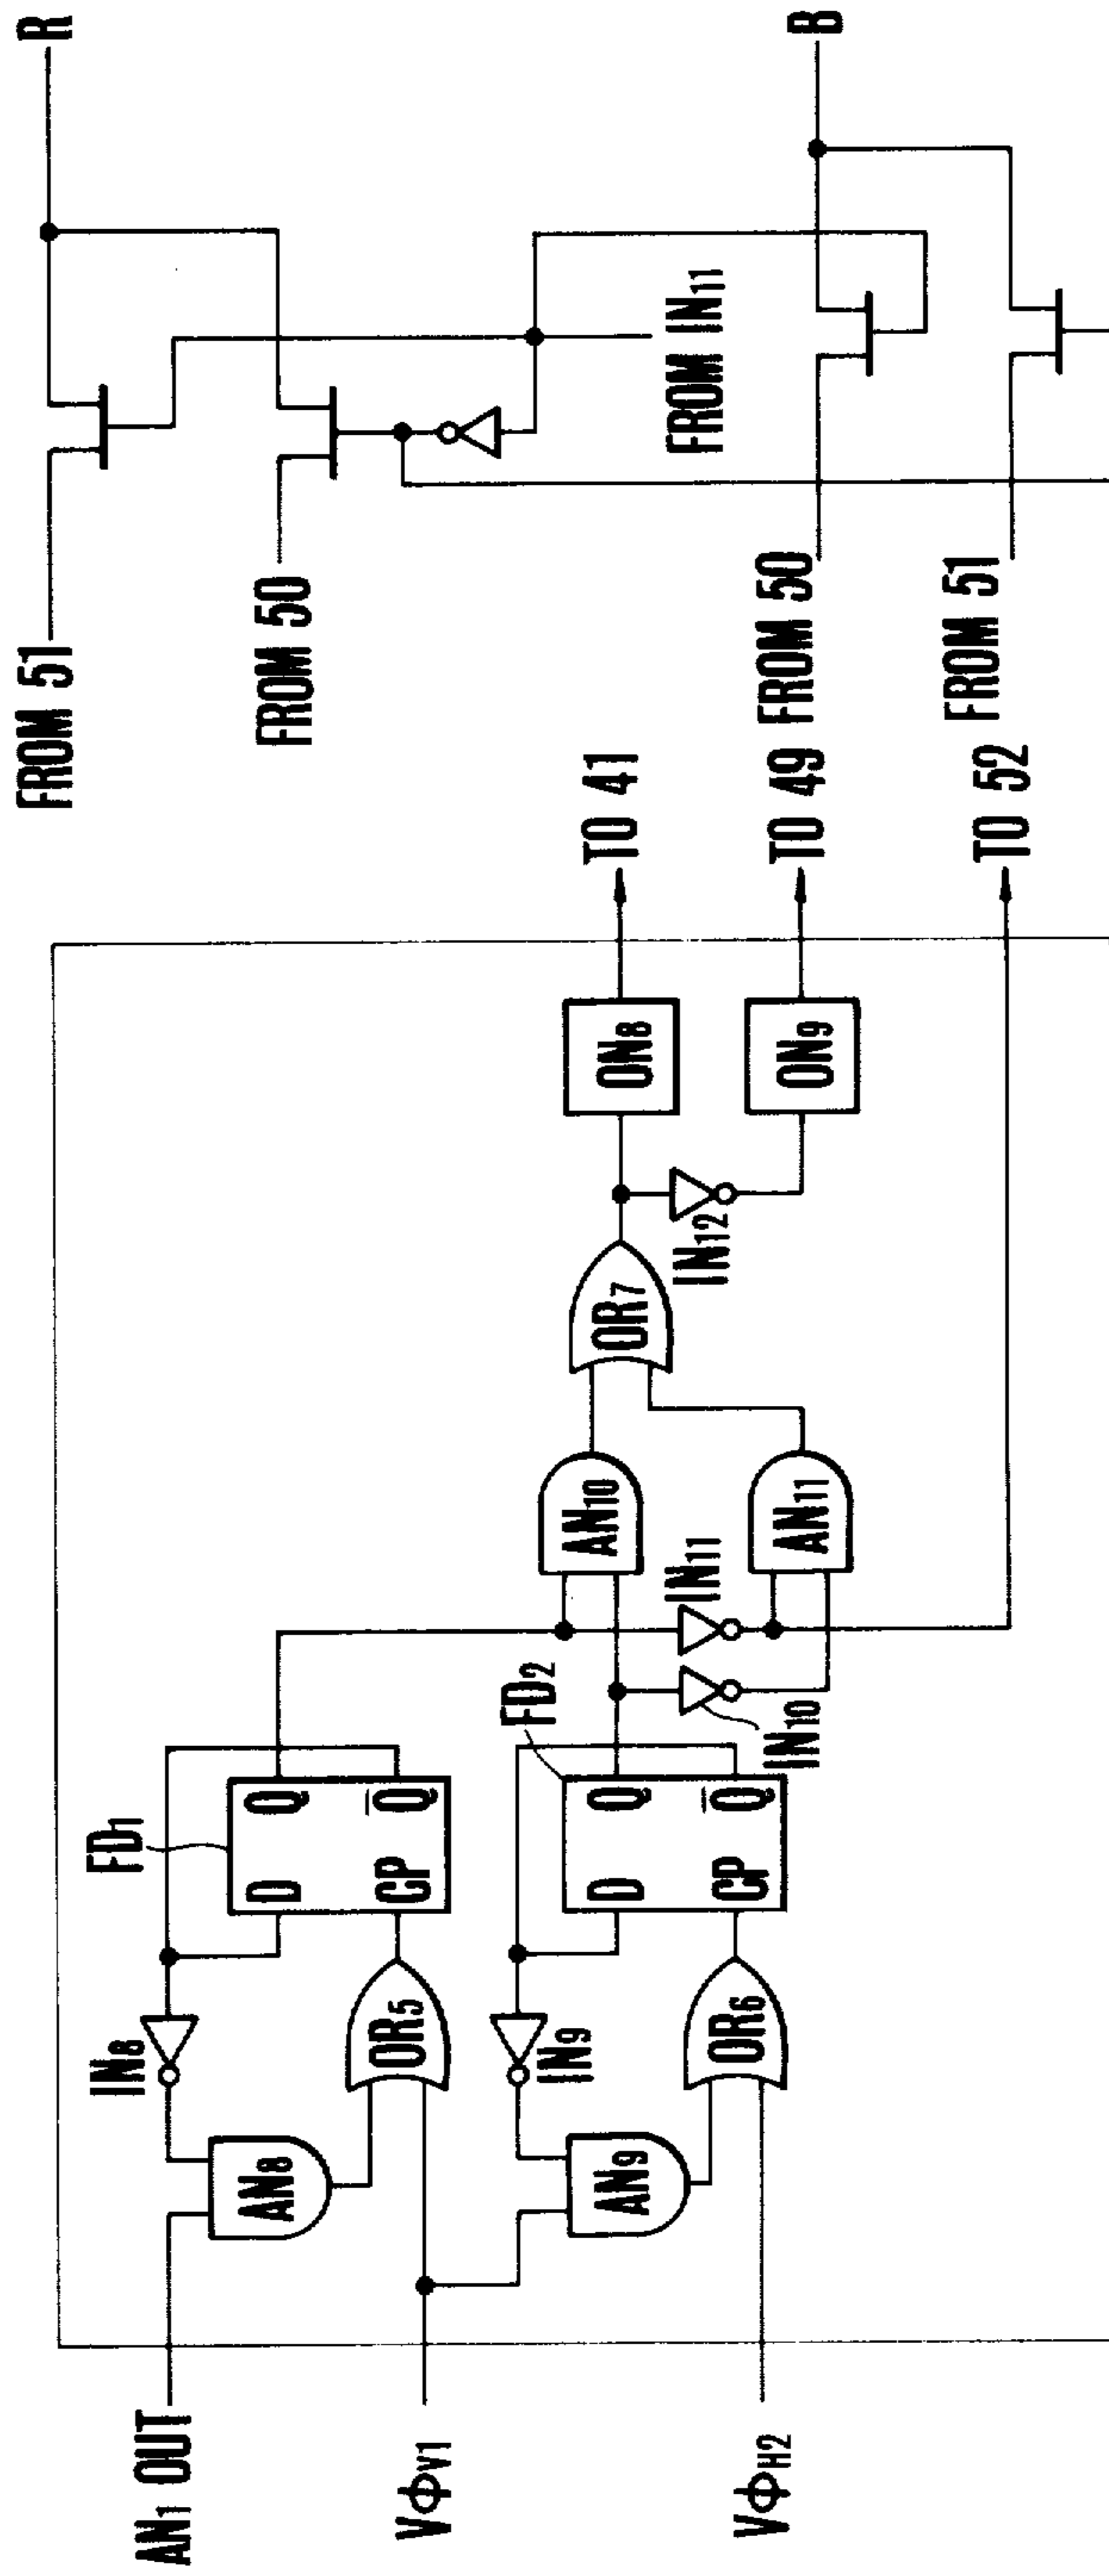 AN1 OUT
VΦV1
VΦH2
AN8
IN8
OR5
FD1
D
Q
CP
Q̅
AN9
IN9
OR6
FD2
D
Q
CP
Q̅
IN10
IN11
AN10
AN11
OR7
IN12
ON8
ON9
TO 41
TO 49
TO 52
FROM 51
FROM 50
FROM IN11
FROM 50
FROM 51
R
B